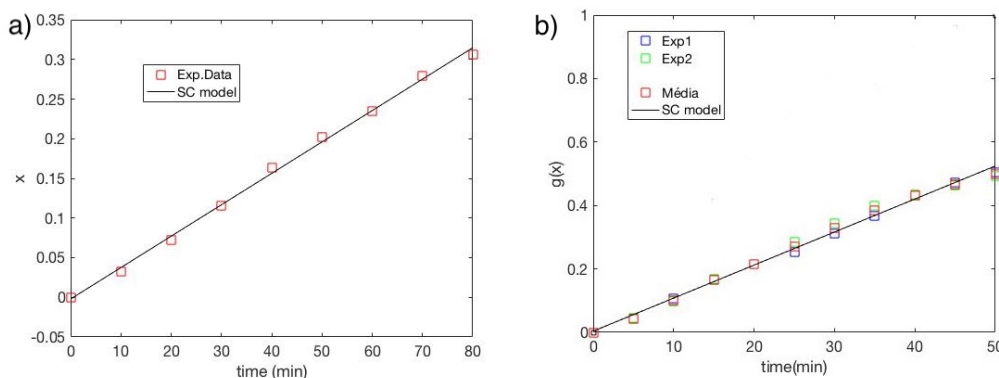 a)
x
0.35
0.3
0.25
0.2
0.15
0.1
0.05
0
-0.05
Exp.Data
SC model
0 10 20 30 40 50 60 70 80
time (min)
b)
g(x)
1
0.8
0.6
0.4
0.2
0
Exp1
Exp2
Média
SC model
0 10 20 30 40 50
time(min)